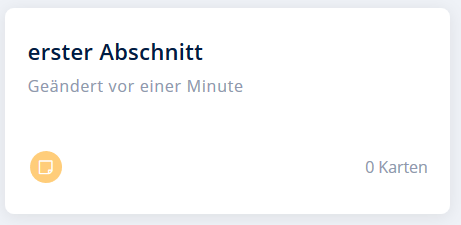 erster Abschnitt
Geändert vor einer Minute
0 Karten